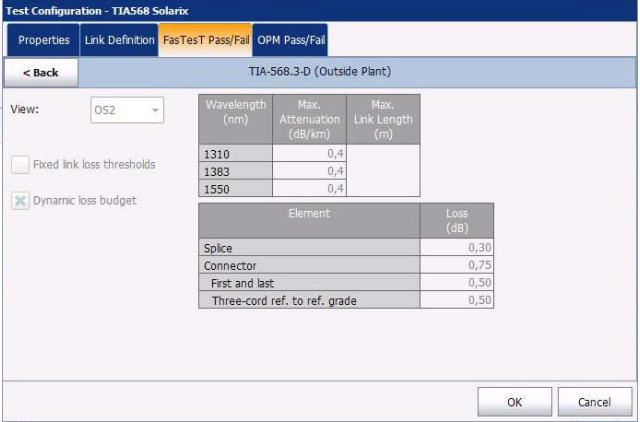 Test Configuration - TIA568 Solarix
Properties Link Definition FasTesT Pass/Fail OPM Pass/Fail
< Back TIA-568.3-D (Outside Plant)
View: OS2
Wavelength (nm) Max. Attenuation (dB/km) Max. Link Length (m)
1310 0,4
1383 0,4
1550 0,4
Fixed link loss thresholds
Dynamic loss budget
Element Loss (dB)
Splice 0,30
Connector 0,75
First and last 0,50
Three-cord ref. to ref. grade 0,50
OK Cancel